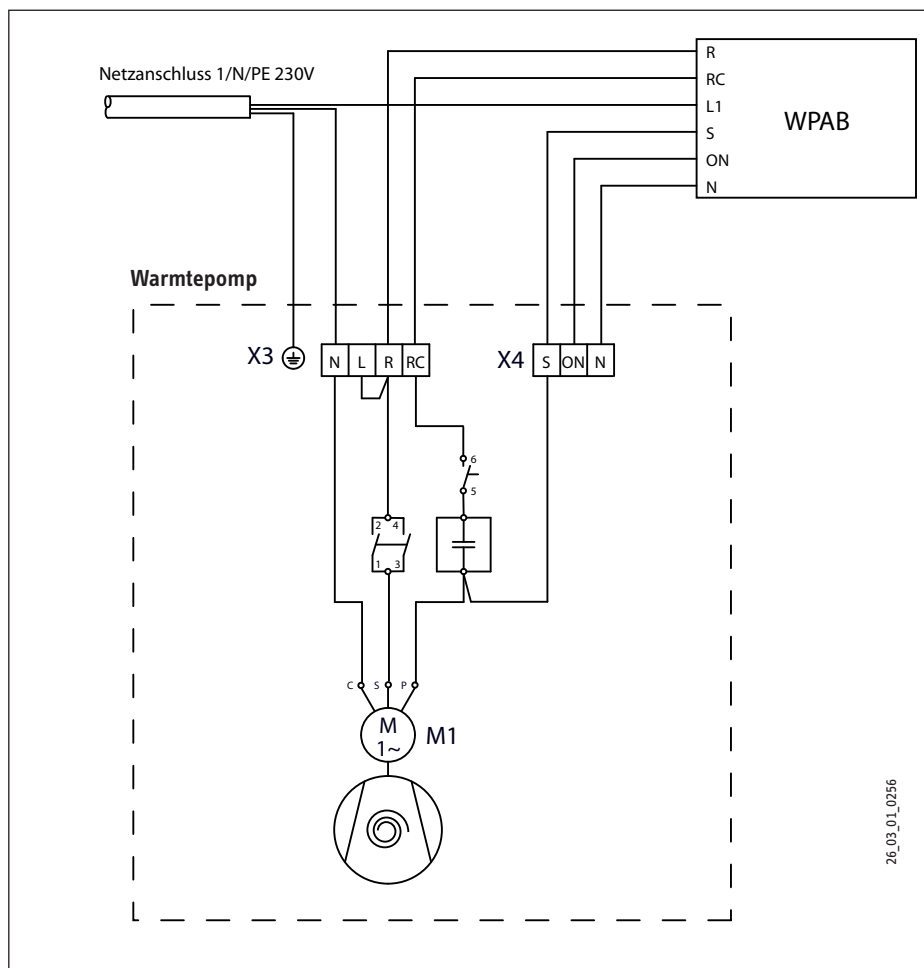 Netzanschluss 1/N/PE 230V
R
RC
L1
S
ON
N
WPAB
Warmtepomp
X3
N L R RC
X4
S ON N
6
5
2 4
1 3
C S P
M
1~
M1
26_03_01_0256